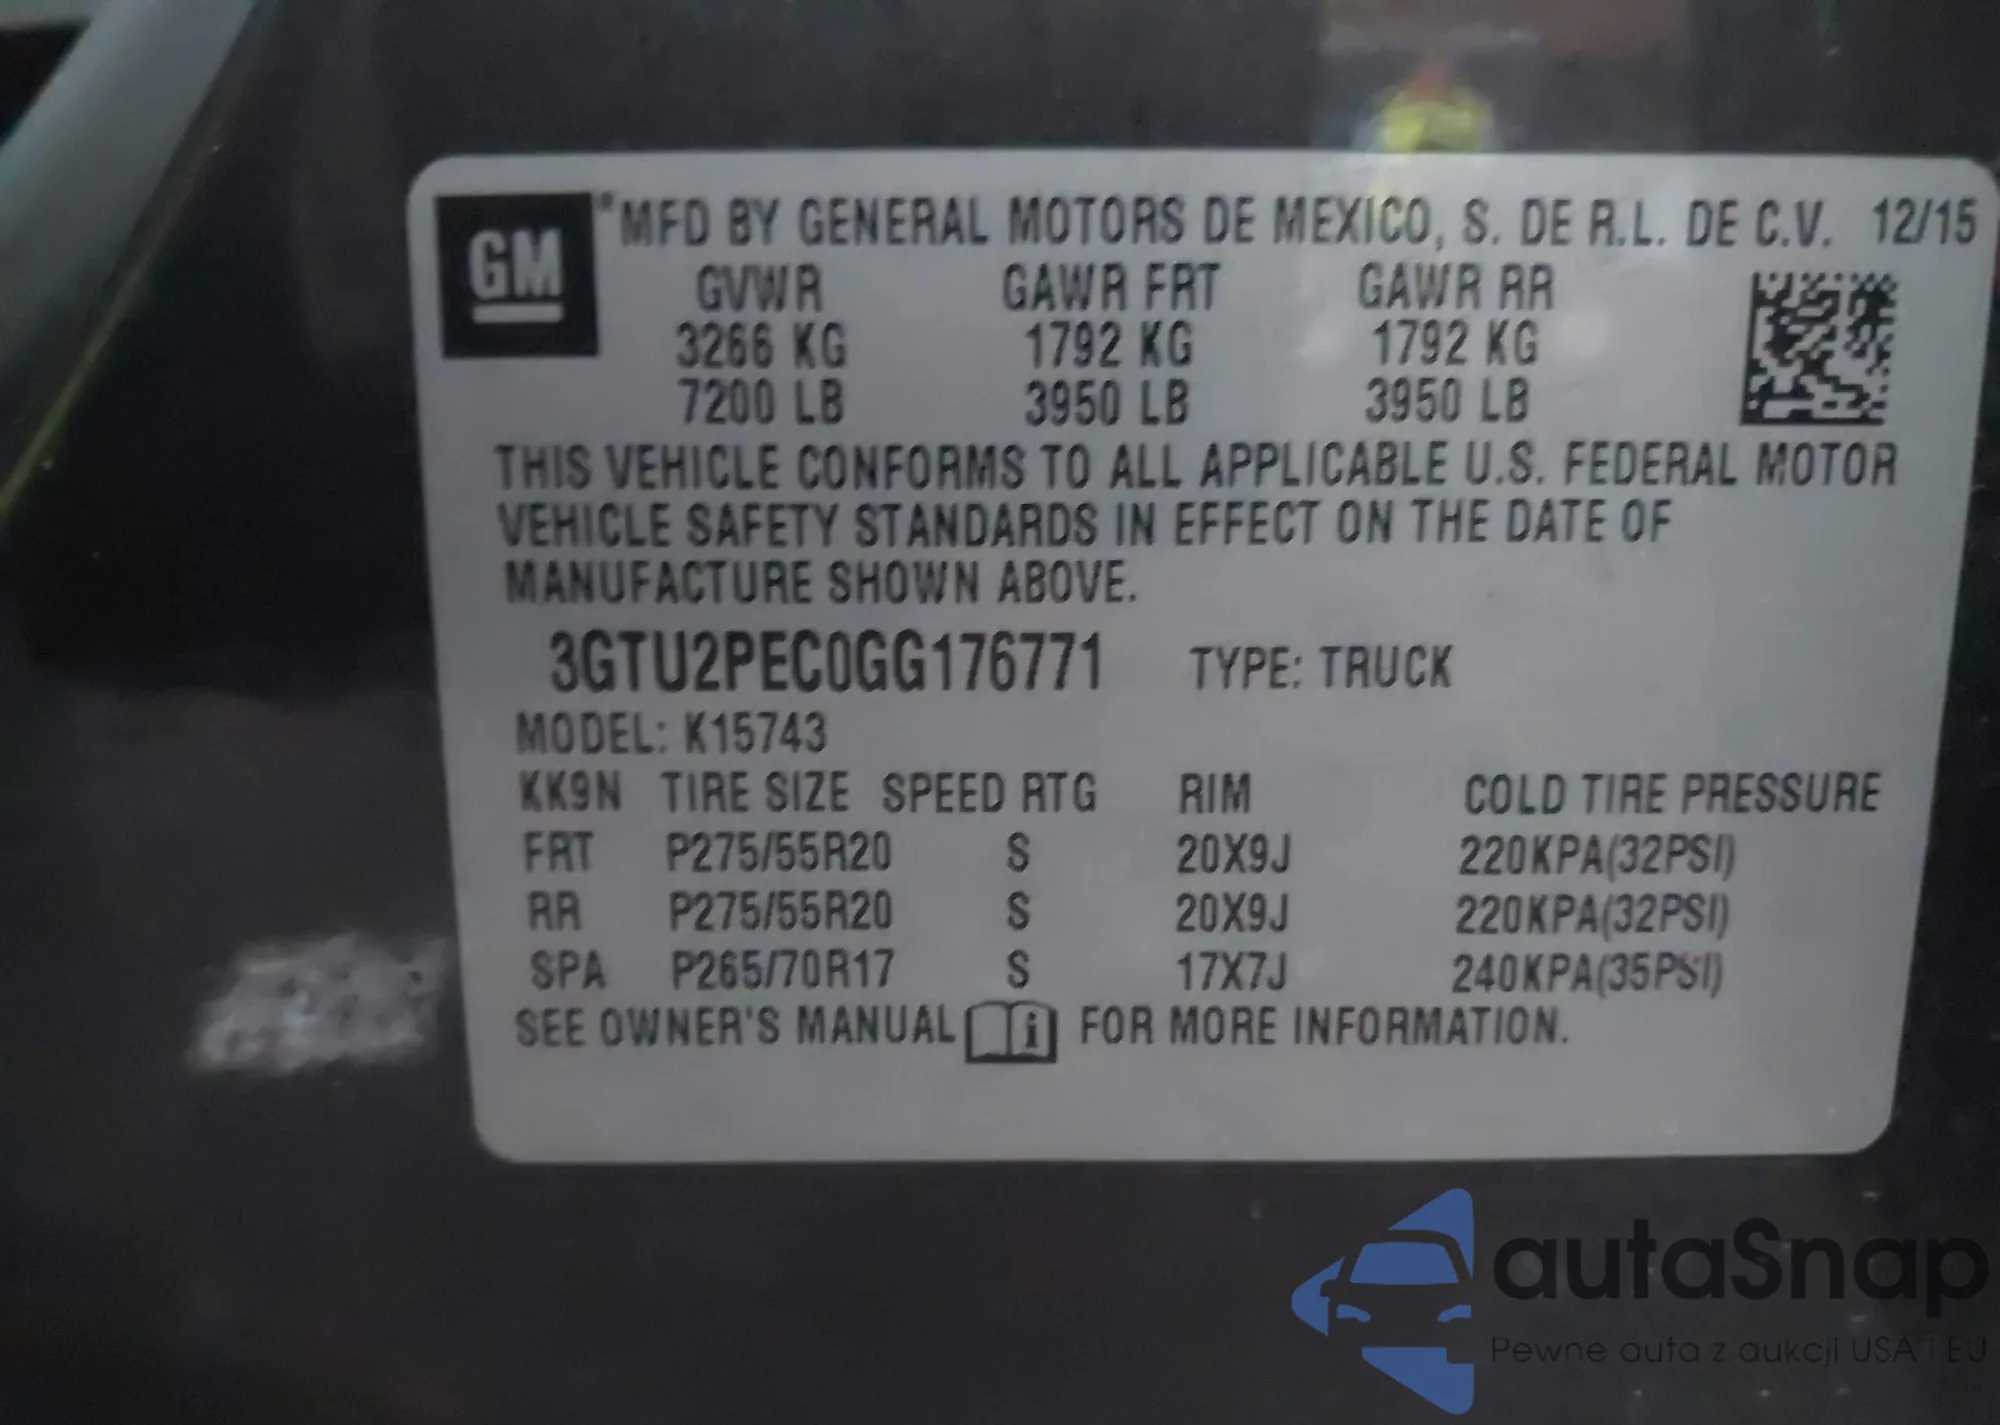 GM
"MFD BY GENERAL MOTORS DE MEXICO, S. DE R.L. DE C.V. 12/15
GVWR GAWR FRT GAWR RR
3266 KG 1792 KG 1792 KG
7200 LB 3950 LB 3950 LB
THIS VEHICLE CONFORMS TO ALL APPLICABLE U.S. FEDERAL MOTOR
VEHICLE SAFETY STANDARDS IN EFFECT ON THE DATE OF
MANUFACTURE SHOWN ABOVE.
3GTU2PEC0GG176771 TYPE: TRUCK
MODEL: K15743
KK9N TIRE SIZE SPEED RTG RIM COLD TIRE PRESSURE
FRT P275/55R20 S 20X9J 220KPA(32PSI)
RR P275/55R20 S 20X9J 220KPA(32PSI)
SPA P265/70R17 S 17X7J 240KPA(35PSI)
SEE OWNER'S MANUAL i FOR MORE INFORMATION.
autaSnap
Pewne auta z aukcji USA i EU